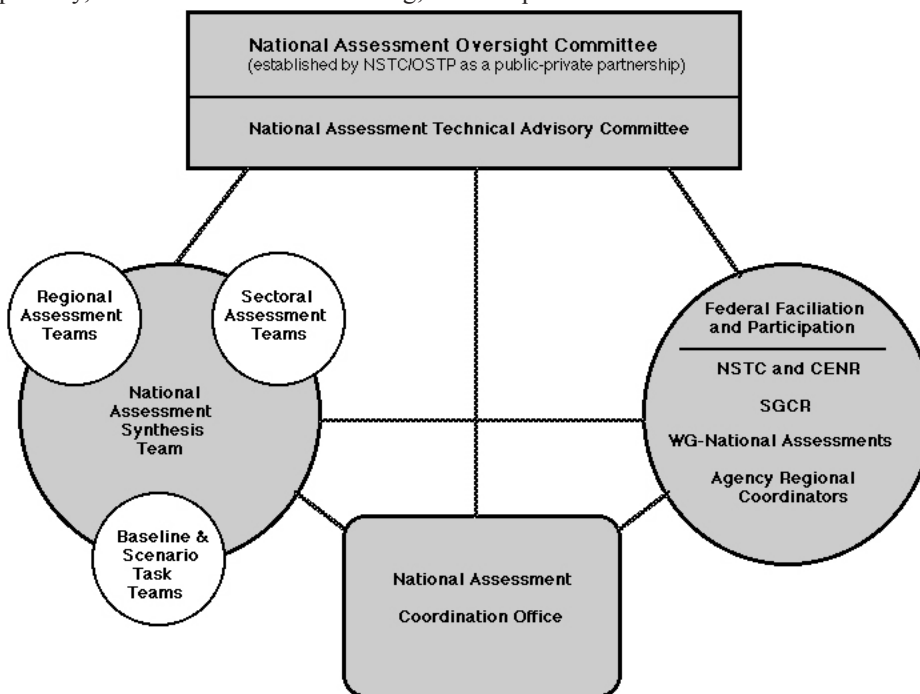 National Assessment Oversight Committee
(established by NSTC/OSTP as a public-private partnership)
National Assessment Technical Advisory Committee
Regional
Assessment
Teams
Sectoral
Assessment
Teams
National
Assessment
Synthesis
Team
Baseline &
Scenario
Task
Teams
Federal Faciliation
and Participation
NSTC and CENR
SGCR
WG-National Assessments
Agency Regional
Coordinators
National Assessment
Coordination Office